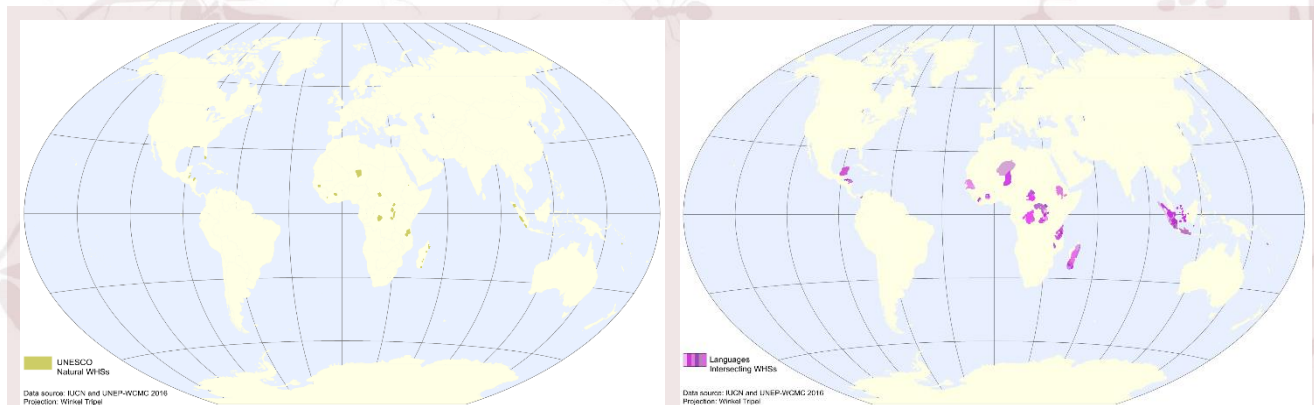 UNESCO
Natural WHSs
Data source: IUCN and UNEP-WCMC 2016
Projection: Winkel Tripel
Languages
Intersecting WHSs
Data source: IUCN and UNEP-WCMC 2016
Projection: Winkel Tripel